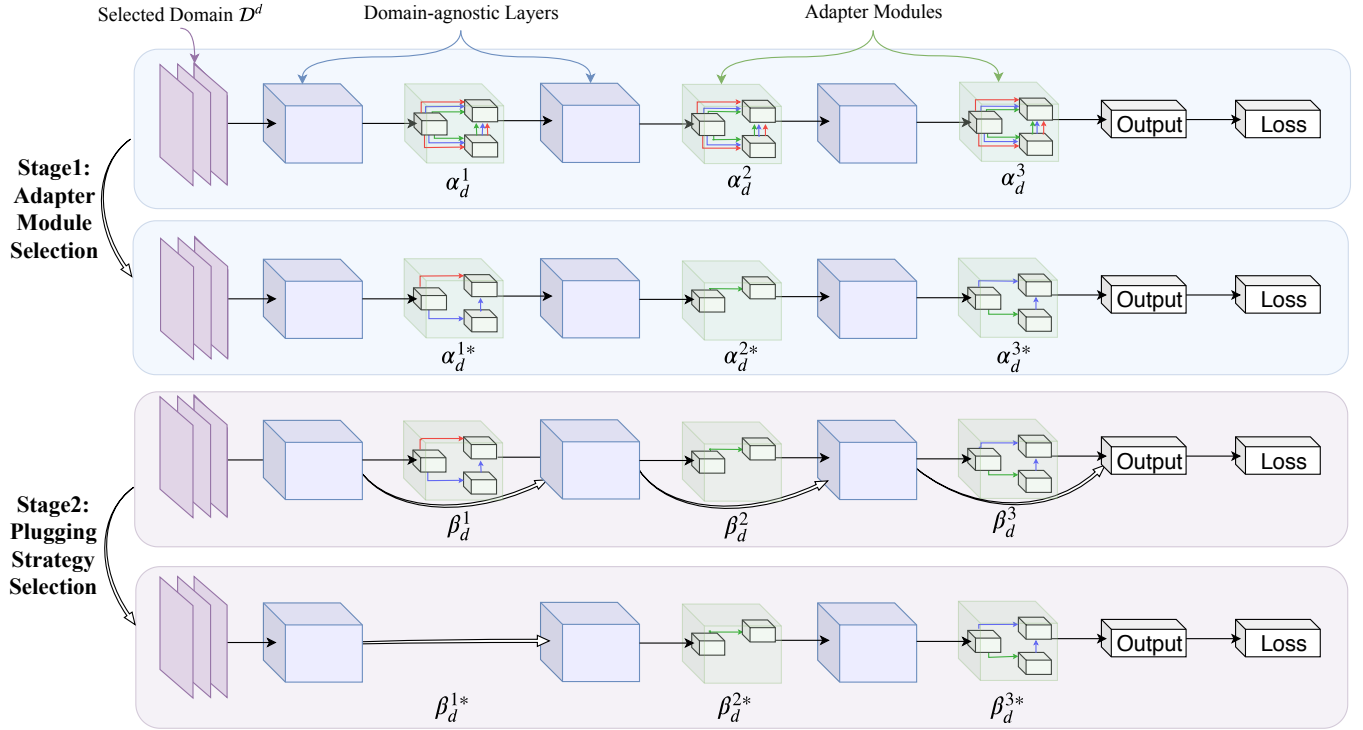 Selected Domain 𝒟^d
Domain-agnostic Layers
Adapter Modules
Output
Loss
α_d^1
α_d^2
α_d^3
Stage1:
Adapter
Module
Selection
Output
Loss
α_d^{1*}
α_d^{2*}
α_d^{3*}
Output
Loss
β_d^1
β_d^2
β_d^3
Stage2:
Plugging
Strategy
Selection
Output
Loss
β_d^{1*}
β_d^{2*}
β_d^{3*}